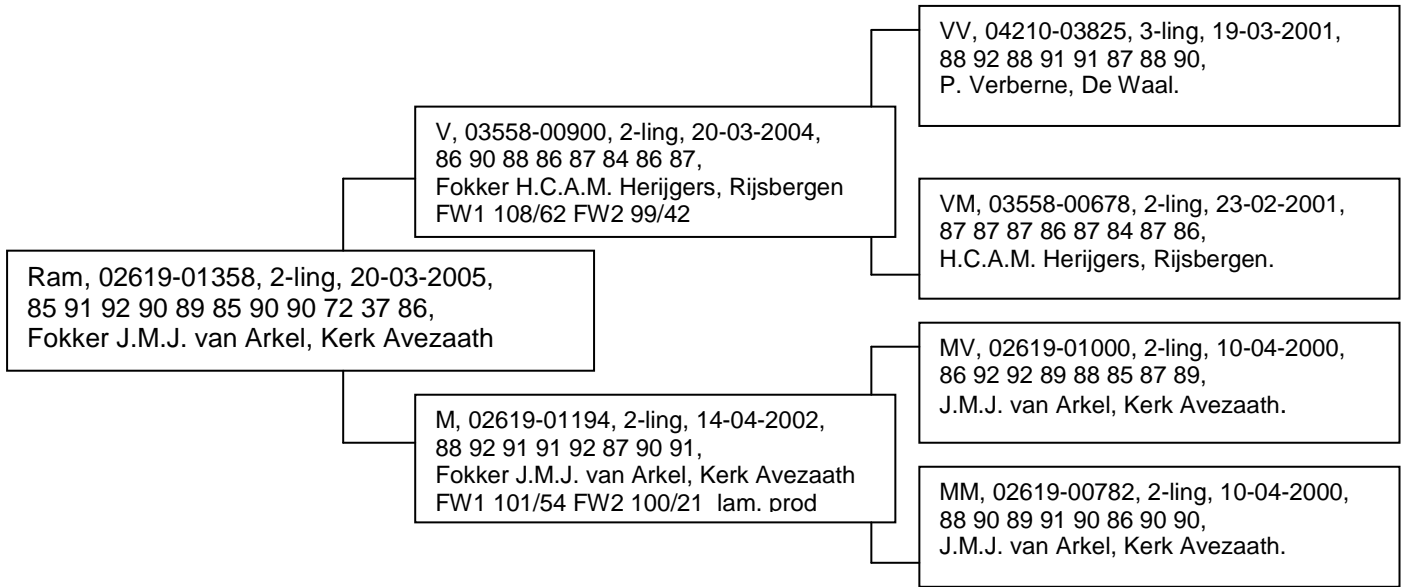 VV, 04210-03825, 3-ling, 19-03-2001,
88 92 88 91 91 87 88 90,
P. Verberne, De Waal.
V, 03558-00900, 2-ling, 20-03-2004,
86 90 88 86 87 84 86 87,
Fokker H.C.A.M. Herijgers, Rijsbergen
FW1 108/62 FW2 99/42
VM, 03558-00678, 2-ling, 23-02-2001,
87 87 87 86 87 84 87 86,
H.C.A.M. Herijgers, Rijsbergen.
Ram, 02619-01358, 2-ling, 20-03-2005,
85 91 92 90 89 85 90 90 72 37 86,
Fokker J.M.J. van Arkel, Kerk Avezaath
MV, 02619-01000, 2-ling, 10-04-2000,
86 92 92 89 88 85 87 89,
J.M.J. van Arkel, Kerk Avezaath.
M, 02619-01194, 2-ling, 14-04-2002,
88 92 91 91 92 87 90 91,
Fokker J.M.J. van Arkel, Kerk Avezaath
FW1 101/54 FW2 100/21 lam. prod
MM, 02619-00782, 2-ling, 10-04-2000,
88 90 89 91 90 86 90 90,
J.M.J. van Arkel, Kerk Avezaath.